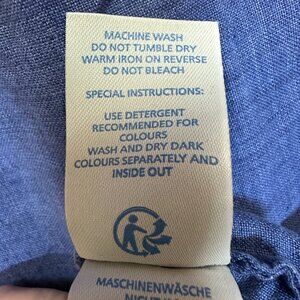 MACHINE WASH
DO NOT TUMBLE DRY
WARM IRON ON REVERSE
DO NOT BLEACH
SPECIAL INSTRUCTIONS:
USE DETERGENT
RECOMMENDED FOR
COLOURS
WASH AND DRY DARK
COLOURS SEPARATELY AND
INSIDE OUT
MASCHINENWÄSCHE